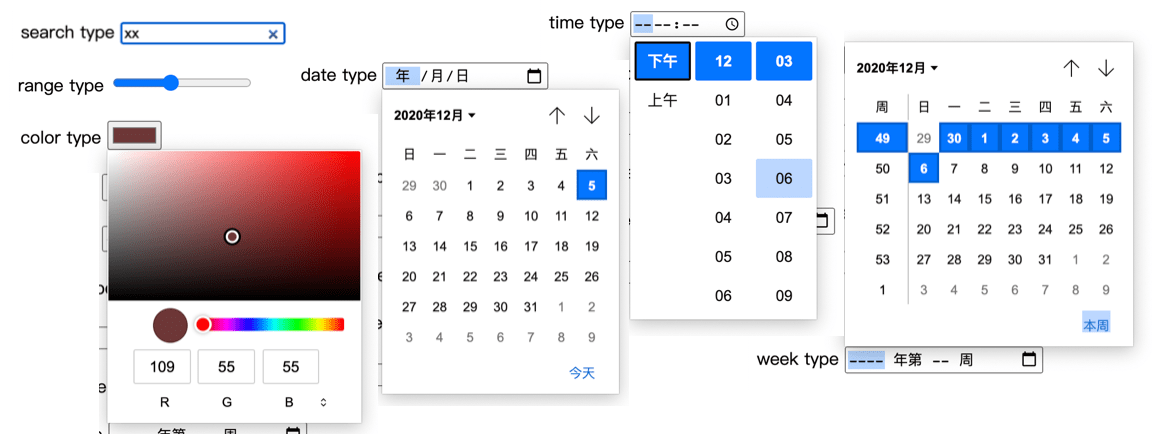 search type xx
range type
color type
109 55 55
R G B
date type 年 /月/日
2020年12月
日 一 二 三 四 五 六
29 30 1 2 3 4 5
6 7 8 9 10 11 12
13 14 15 16 17 18 19
20 21 22 23 24 25 26
27 28 29 30 31 1 2
3 4 5 6 7 8 9
今天
time type ----:--
下午 12 03
上午 01 04
02 05
03 06
04 07
05 08
06 09
2020年12月
周 日 一 二 三 四 五 六
49 29 30 1 2 3 4 5
50 6 7 8 9 10 11 12
51 13 14 15 16 17 18 19
52 20 21 22 23 24 25 26
53 27 28 29 30 31 1 2
1 3 4 5 6 7 8 9
本周
week type ---- 年第 -- 周